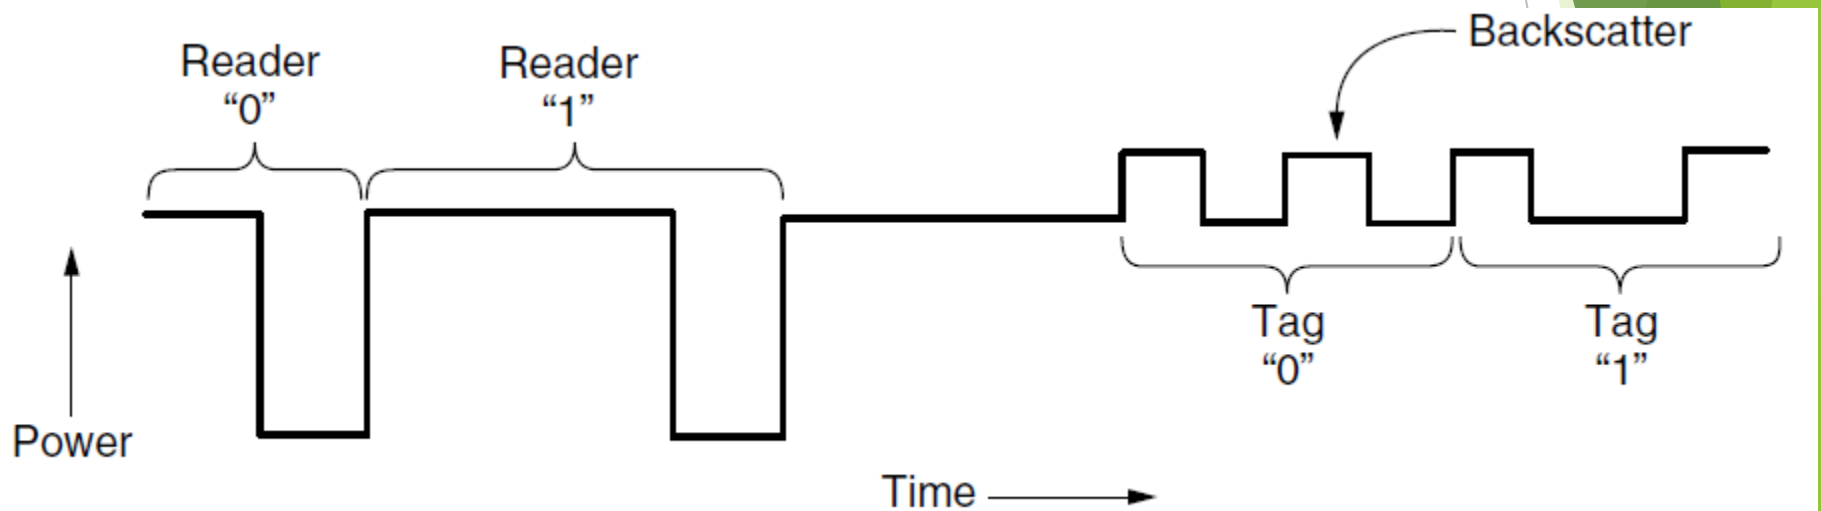 Backscatter
Reader
“0”
Reader
“1”
Tag
“0”
Tag
“1”
Power
Time